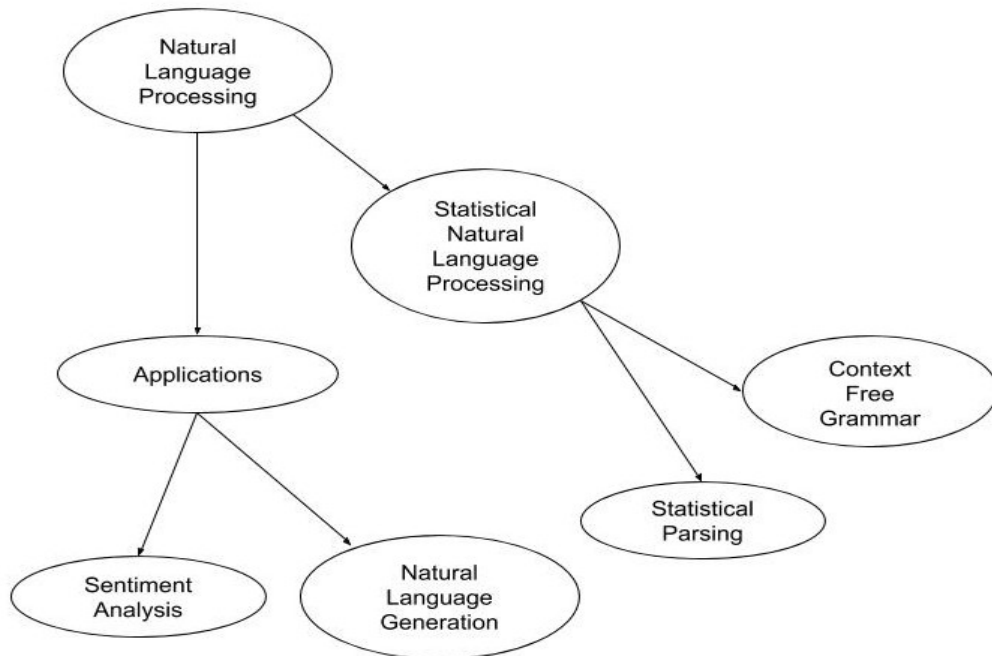 Natural
Language
Processing
Statistical
Natural
Language
Processing
Applications
Context
Free
Grammar
Statistical
Parsing
Sentiment
Analysis
Natural
Language
Generation